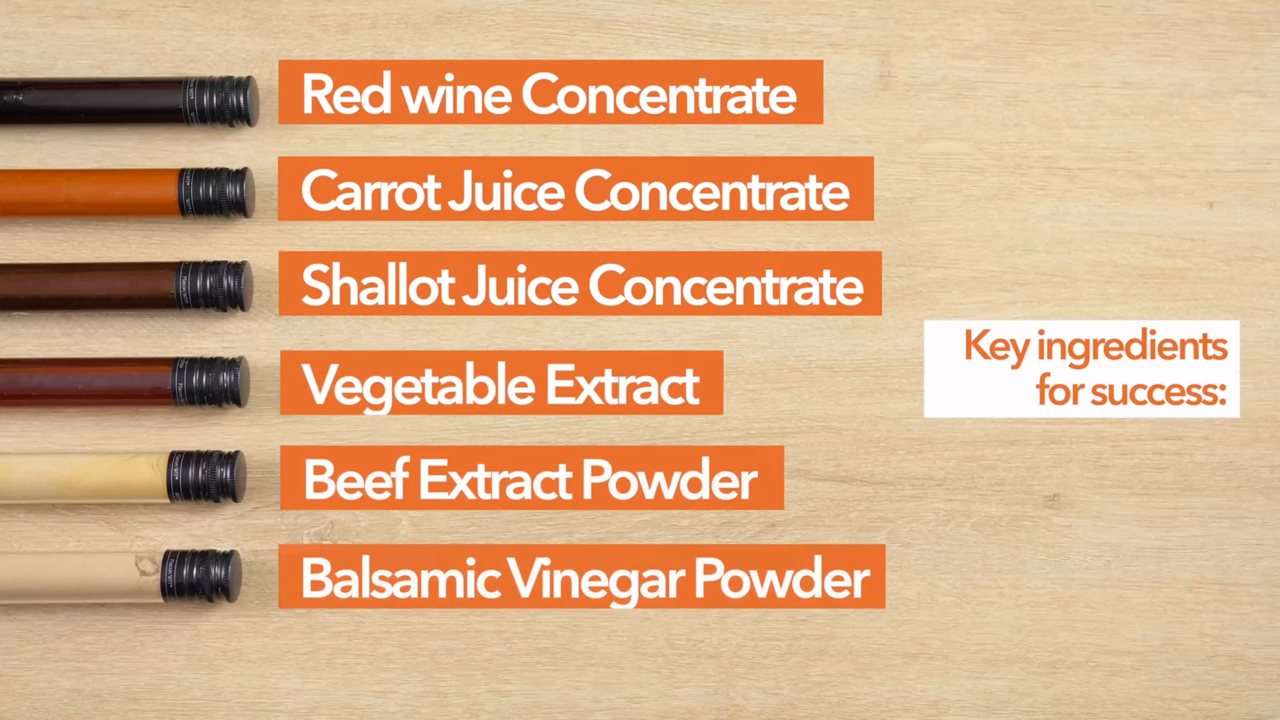 Red wine Concentrate
Carrot Juice Concentrate
Shallot Juice Concentrate
Vegetable Extract
Beef Extract Powder
Balsamic Vinegar Powder
Key ingredients
for success: